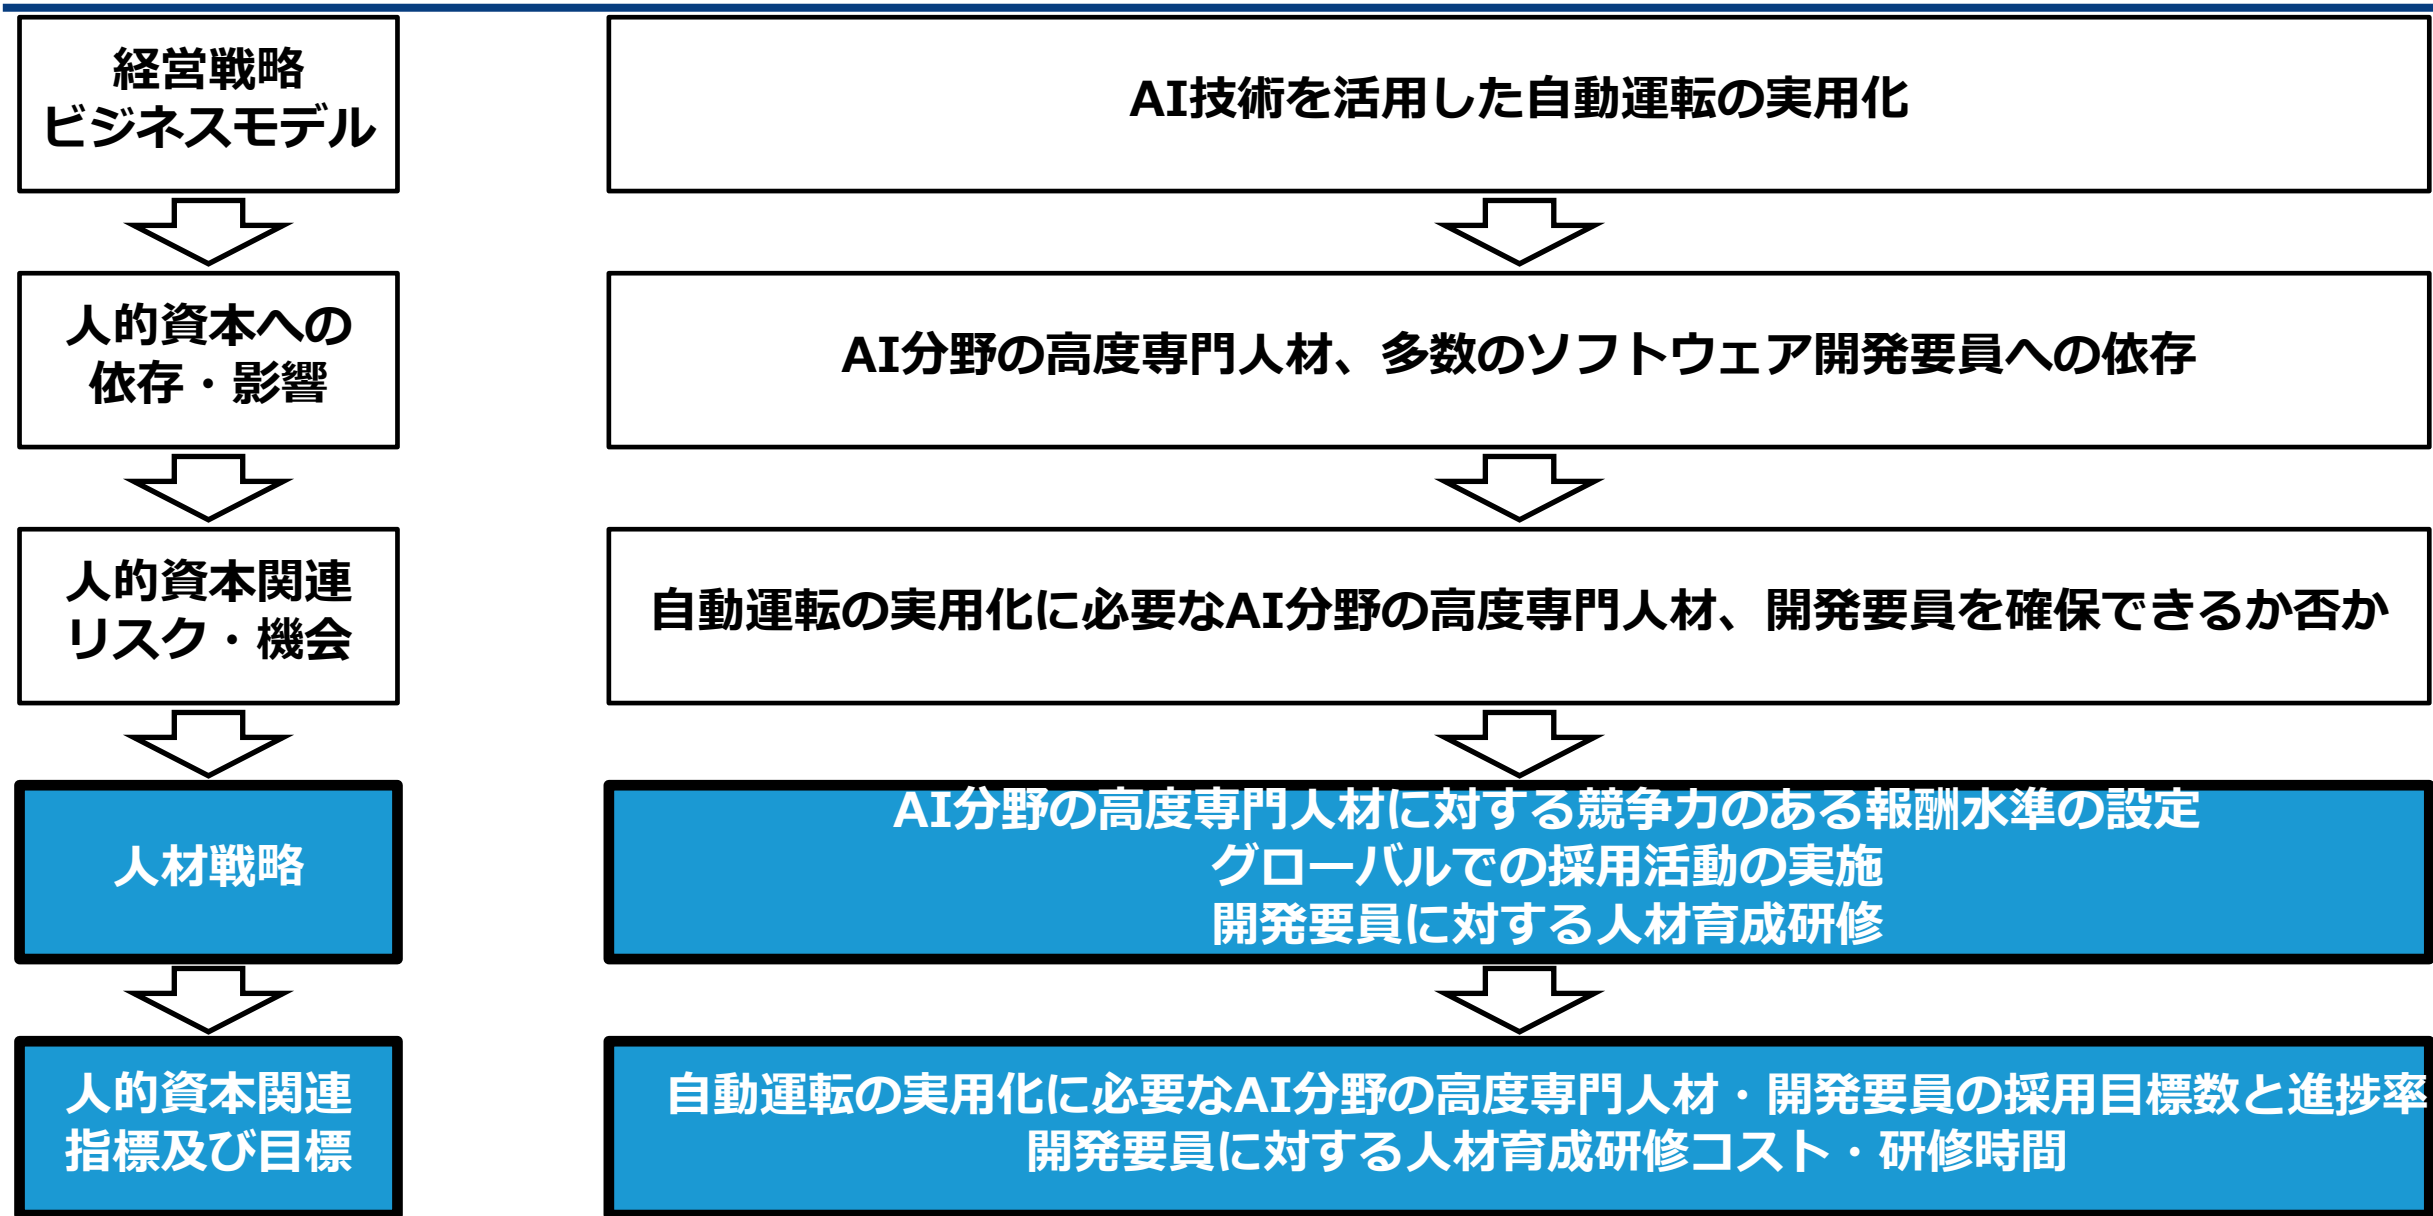 経営戦略
ビジネスモデル
AI技術を活用した自動運転の実用化
人的資本への
依存・影響
AI分野の高度専門人材、多数のソフトウェア開発要員への依存
人的資本関連
リスク・機会
自動運転の実用化に必要なAI分野の高度専門人材、開発要員を確保できるか否か
人材戦略
AI分野の高度専門人材に対する競争力のある報酬水準の設定
グローバルでの採用活動の実施
開発要員に対する人材育成研修
人的資本関連
指標及び目標
自動運転の実用化に必要なAI分野の高度専門人材・開発要員の採用目標数と進捗率
開発要員に対する人材育成研修コスト・研修時間